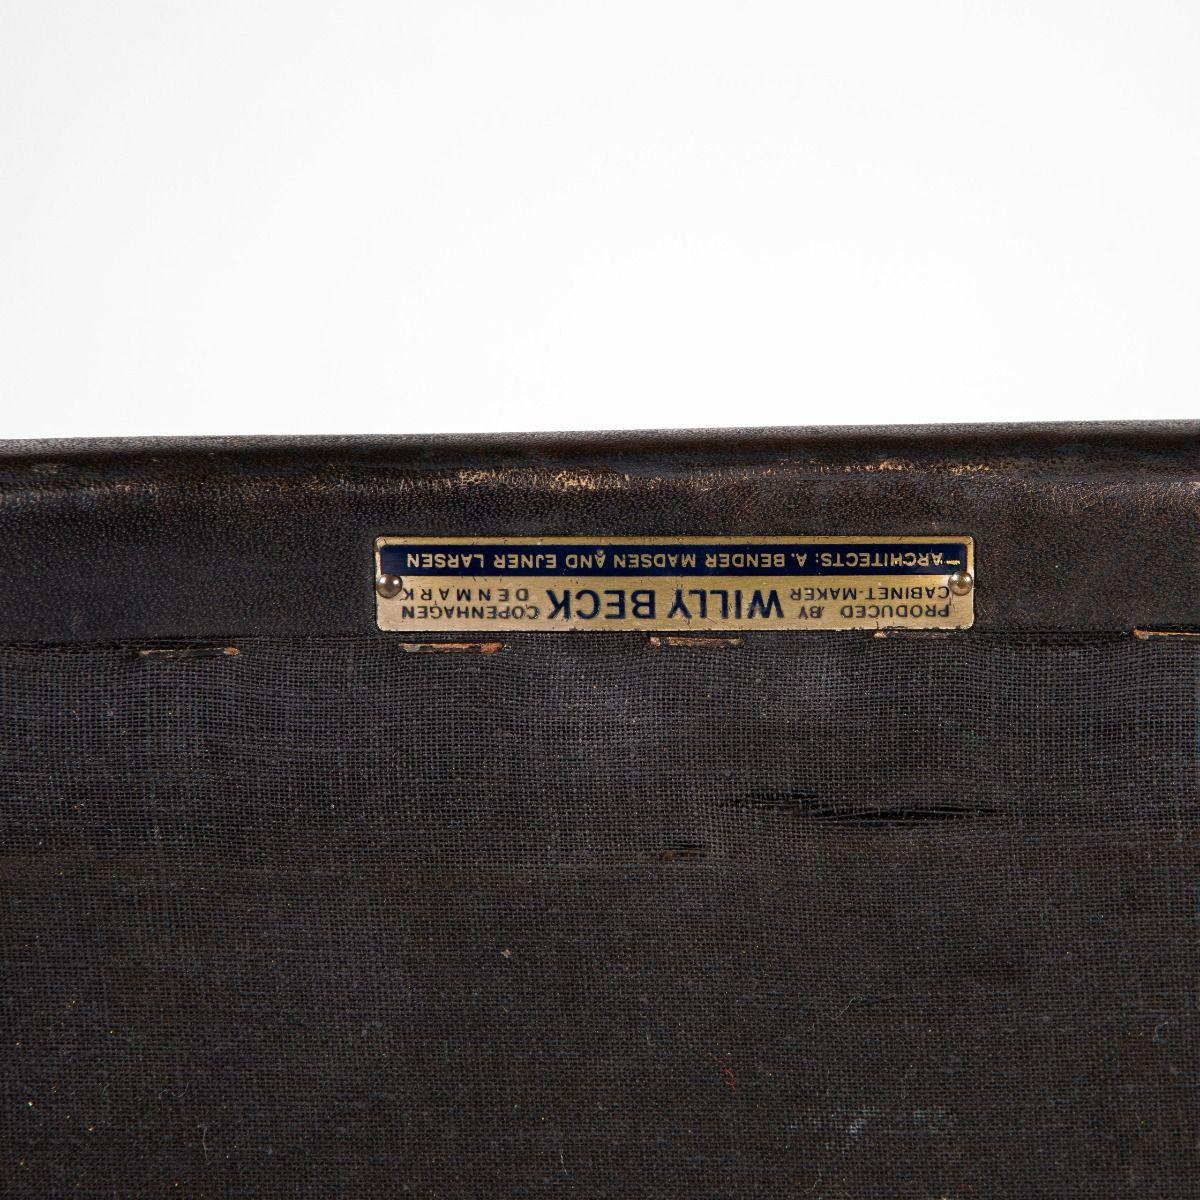 PRODUCED BY
CABINET-MAKER
WILLY BECK
COPENHAGEN
DENMARK
ARCHITECTS: A. BENDER MADSEN AND EJNER LARSEN